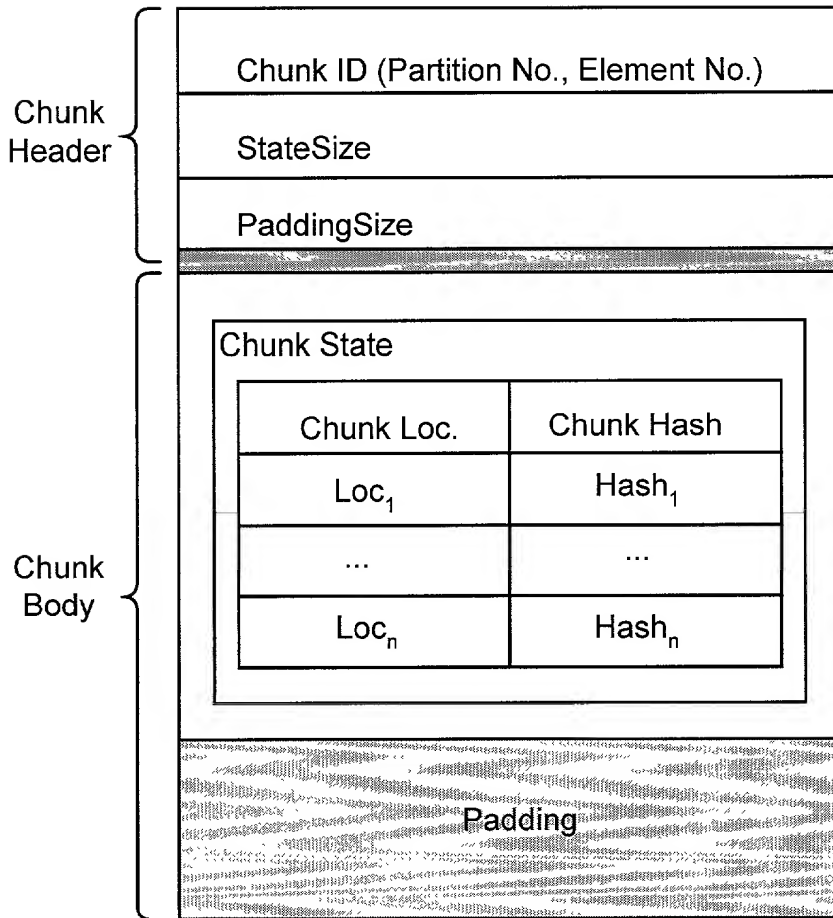 Chunk ID (Partition No., Element No.)
Chunk
Header
StateSize
PaddingSize
Chunk State
Chunk Loc. Chunk Hash
Loc₁ Hash₁
... ...
Chunk
Body
Locₙ Hashₙ
Padding